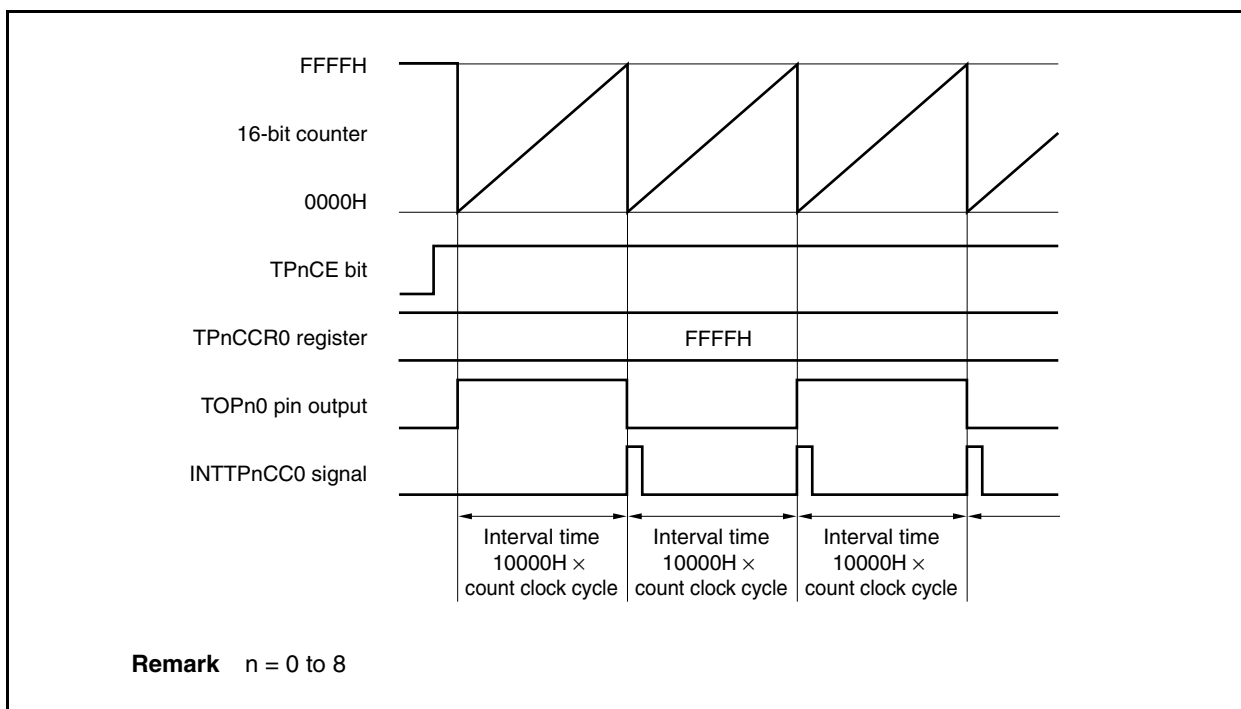 FFFFH
16-bit counter
0000H
TPnCE bit
TPnCCR0 register
FFFFH
TOPn0 pin output
INTTPnCC0 signal
Interval time
10000H ×
count clock cycle
Interval time
10000H ×
count clock cycle
Interval time
10000H ×
count clock cycle
Remark n = 0 to 8